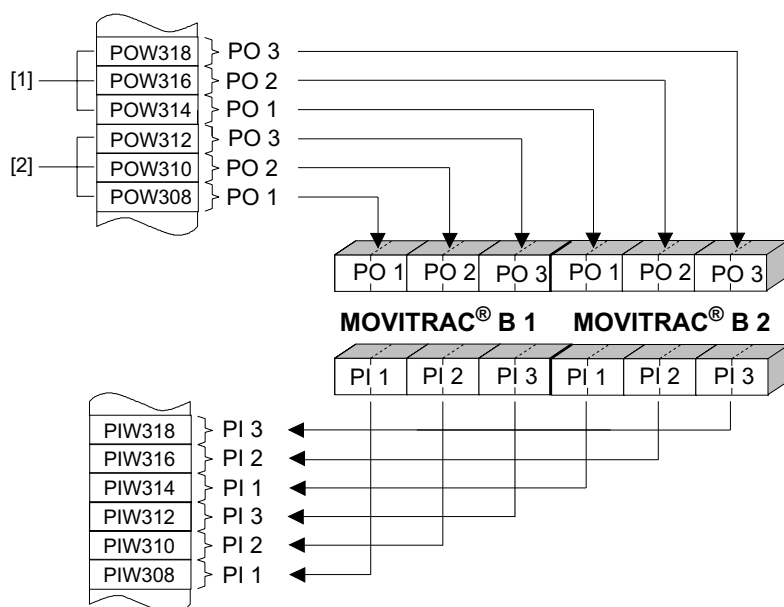 POW318 PO 3
[1] POW316 PO 2
POW314 PO 1
POW312 PO 3
[2] POW310 PO 2
POW308 PO 1
PO 1 PO 2 PO 3 PO 1 PO 2 PO 3
MOVITRAC® B 1 MOVITRAC® B 2
PI 1 PI 2 PI 3 PI 1 PI 2 PI 3
PIW318 PI 3
PIW316 PI 2
PIW314 PI 1
PIW312 PI 3
PIW310 PI 2
PIW308 PI 1